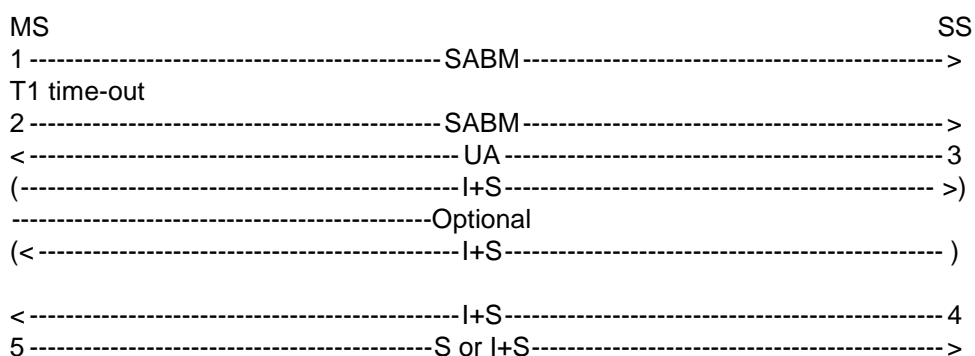 MS SS
1 ----------------------------------------------SABM----------------------------------------------- >
T1 time-out
2 ----------------------------------------------SABM----------------------------------------------- >
< ------------------------------------------------ UA ------------------------------------------------- 3
(-------------------------------------------------I+S------------------------------------------------ >)
-----------------------------------------------Optional
(< -----------------------------------------------I+S------------------------------------------------- )
< ------------------------------------------------I+S------------------------------------------------- 4
5 ---------------------------------------------S or I+S------------------------------------------------ >